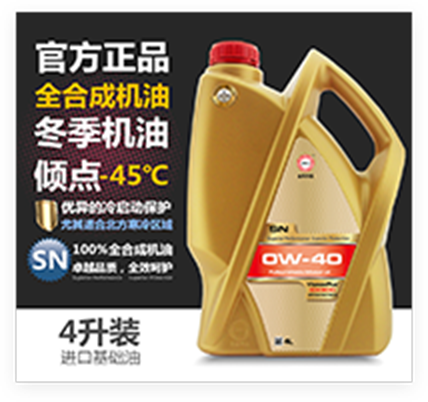 官方正品
全合成机油
冬季机油
倾点-45℃
优异的冷启动保护
尤其适合北方寒冷区域
SN
100%全合成机油
卓越品质,全效呵护
SN
0W-40
4L
4升装
进口基础油